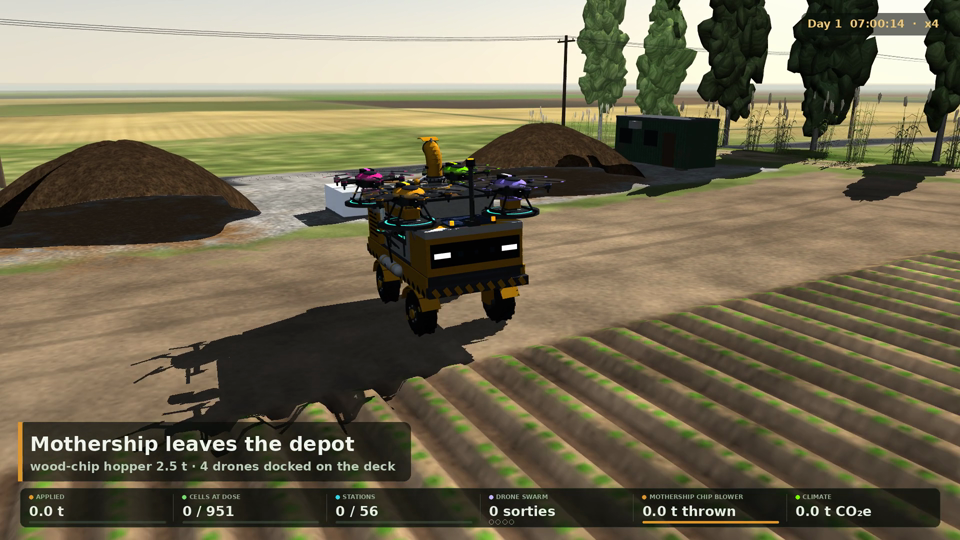 Day 1 07:00:14 · x4
Mothership leaves the depot
wood-chip hopper 2.5 t · 4 drones docked on the deck
APPLIED
0.0 t
CELLS AT DOSE
0 / 951
STATIONS
0 / 56
DRONE SWARM
0 sorties
MOTHERSHIP CHIP BLOWER
0.0 t thrown
CLIMATE
0.0 t CO₂e